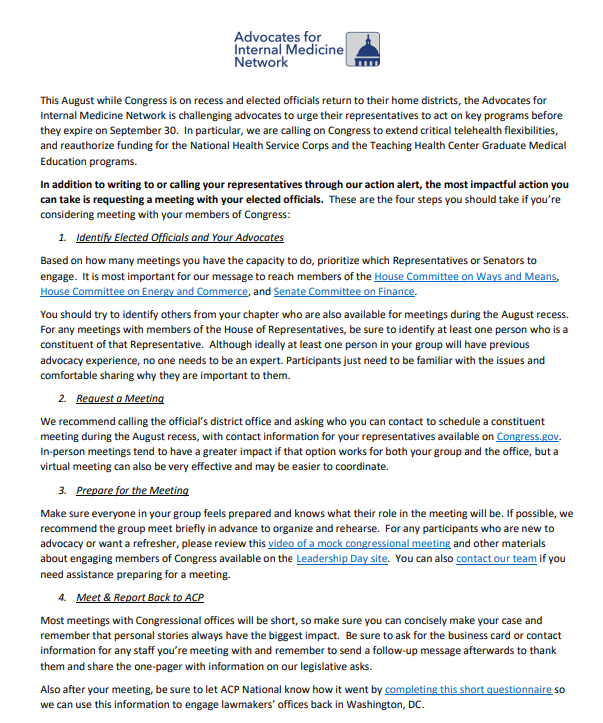 Advocates for
Internal Medicine
Network
This August while Congress is on recess and elected officials return to their home districts, the Advocates for
Internal Medicine Network is challenging advocates to urge their representatives to act on key programs before
they expire on September 30.  In particular, we are calling on Congress to extend critical telehealth flexibilities,
and reauthorize funding for the National Health Service Corps and the Teaching Health Center Graduate Medical
Education programs.
In addition to writing to or calling your representatives through our action alert, the most impactful action you
can take is requesting a meeting with your elected officials.  These are the four steps you should take if you're
considering meeting with your members of Congress:
1. Identify Elected Officials and Your Advocates
Based on how many meetings you have the capacity to do, prioritize which Representatives or Senators to
engage.  It is most important for our message to reach members of the House Committee on Ways and Means,
House Committee on Energy and Commerce, and Senate Committee on Finance.
You should try to identify others from your chapter who are also available for meetings during the August recess.
For any meetings with members of the House of Representatives, be sure to identify at least one person who is a
constituent of that Representative.  Although ideally at least one person in your group will have previous
advocacy experience, no one needs to be an expert. Participants just need to be familiar with the issues and
comfortable sharing why they are important to them.
2. Request a Meeting
We recommend calling the official's district office and asking who you can contact to schedule a constituent
meeting during the August recess, with contact information for your representatives available on Congress.gov.
In-person meetings tend to have a greater impact if that option works for both your group and the office, but a
virtual meeting can also be very effective and may be easier to coordinate.
3. Prepare for the Meeting
Make sure everyone in your group feels prepared and knows what their role in the meeting will be. If possible, we
recommend the group meet briefly in advance to organize and rehearse.  For any participants who are new to
advocacy or want a refresher, please review this video of a mock congressional meeting and other materials
about engaging members of Congress available on the Leadership Day site.  You can also contact our team if you
need assistance preparing for a meeting.
4. Meet & Report Back to ACP
Most meetings with Congressional offices will be short, so make sure you can concisely make your case and
remember that personal stories always have the biggest impact.  Be sure to ask for the business card or contact
information for any staff you're meeting with and remember to send a follow-up message afterwards to thank
them and share the one-pager with information on our legislative asks.
Also after your meeting, be sure to let ACP National know how it went by completing this short questionnaire so
we can use this information to engage lawmakers' offices back in Washington, DC.